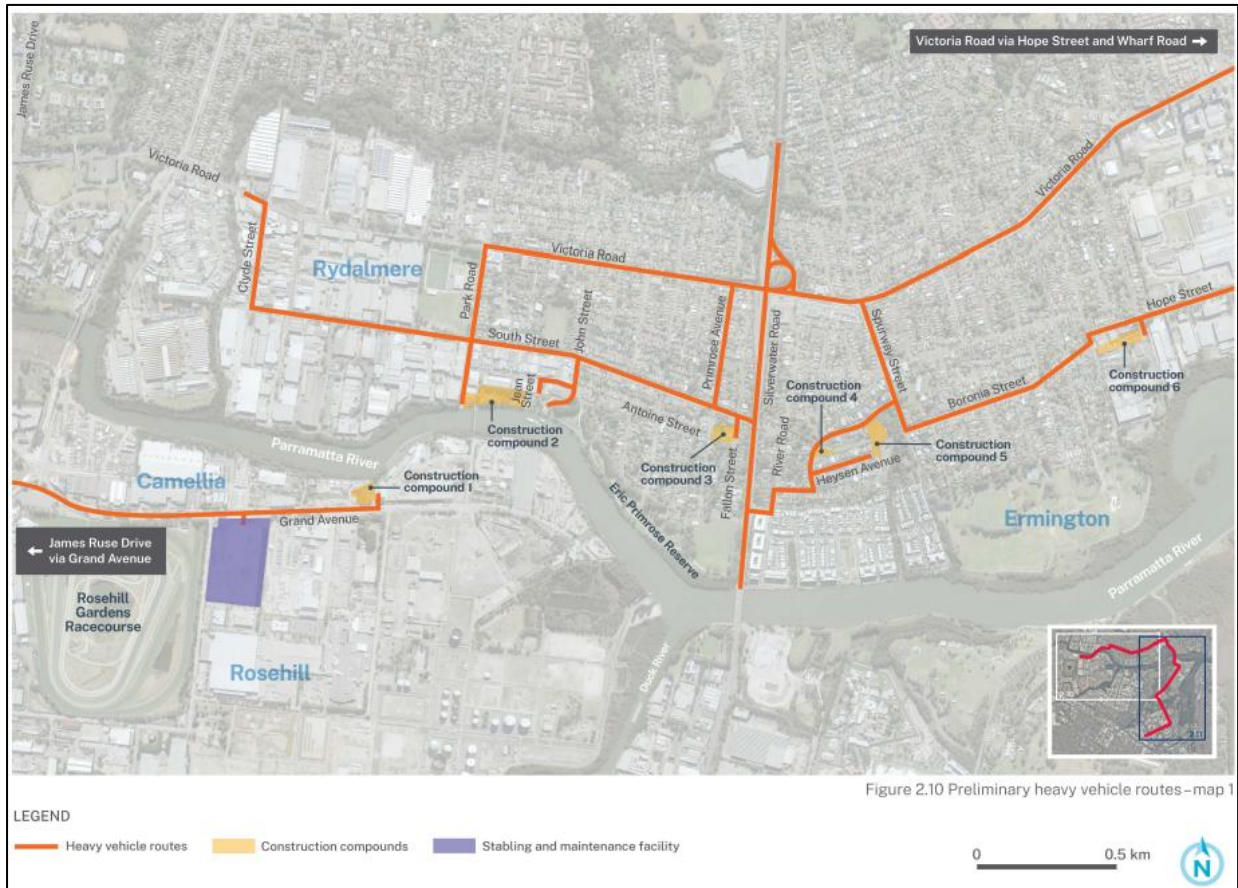 James Ruse Drive
Victoria Road via Hope Street and Wharf Road →
Victoria Road
Victoria Road
Clyde Street
Rydalmere
Park Road
Victoria Road
South Street
John Street
Primrose Avenue
Silverwater Road
Spurway Street
Hope Street
Jean
Street
Construction
compound 2
Antoine Street
Construction
compound 3
Fallon Street
River Road
Construction
compound 4
Heysen Avenue
Construction
compound 5
Boronia Street
Construction
compound 6
Parramatta River
Camellia
Construction
compound 1
Grand Avenue
Eric Primrose Reserve
Ermington
← James Ruse Drive
via Grand Avenue
Rosehill
Gardens
Racecourse
Rosehill
Duck River
Parramatta River
2.11
Figure 2.10 Preliminary heavy vehicle routes – map 1
LEGEND
Heavy vehicle routes
Construction compounds
Stabling and maintenance facility
0 0.5 km
N